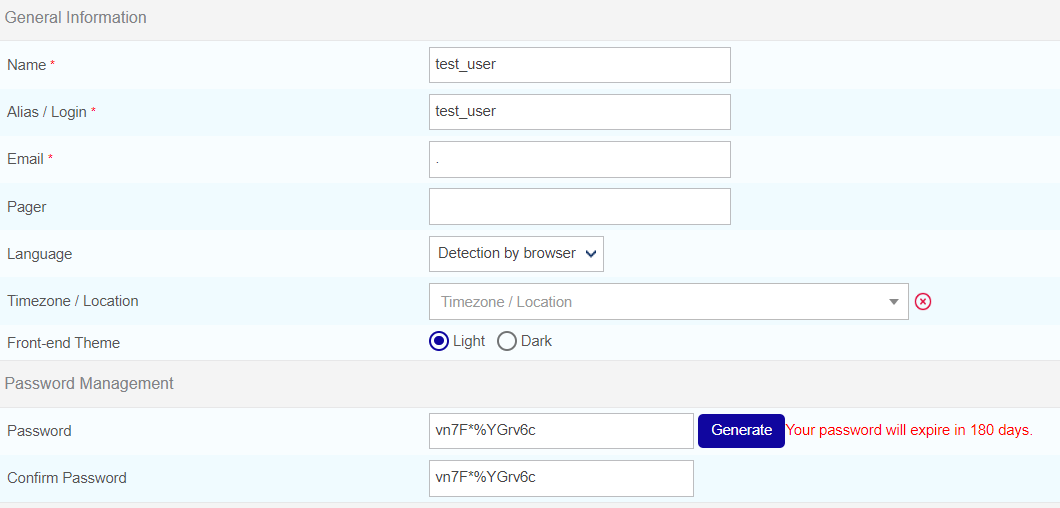 General Information
Name *
test_user
Alias / Login *
test_user
Email *
.
Pager
Language
Detection by browser
Timezone / Location
Timezone / Location
Front-end Theme
Light
Dark
Password Management
Password
vn7F*%YGrv6c
Generate
Your password will expire in 180 days.
Confirm Password
vn7F*%YGrv6c